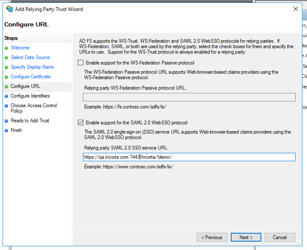 Add Relying Party Trust Wizard
Configure URL
Steps
Welcome
Select Data Source
Specify Display Name
Configure Certificate
Configure URL
Configure Identifiers
Choose Access Control
Policy
Ready to Add Trust
Finish
AD FS supports the WS-Trust, WS-Federation and SAML 2.0 WebSSO protocols for relying parties. If
WS-Federation, SAML, or both are used by the relying party, select the check boxes for them and specify the
URLs to use. Support for the WS-Trust protocol is always enabled for a relying party.
Enable support for the WS-Federation Passive protocol
The WS-Federation Passive protocol URL supports Web-browser-based claims providers using the
WS-Federation Passive protocol.
Relying party WS-Federation Passive protocol URL:
Example: https://fs.contoso.com/adfs/ls/
Enable support for the SAML 2.0 WebSSO protocol
The SAML 2.0 single-sign-on (SSO) service URL supports Web-browser-based claims providers using the
SAML 2.0 WebSSO protocol.
Relying party SAML 2.0 SSO service URL:
https://qa.incorta.com:7443/incorta/!demo/
Example: https://www.contoso.com/adfs/ls/
< Previous
Next >
Cancel